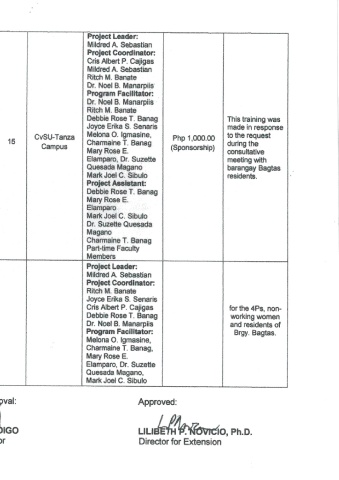 15
CvSU-Tanza
Campus
Project Leader:
Mildred A. Sebastian
Project Coordinator:
Cris Albert P. Cajigas
Mildred A. Sebastian
Ritch M. Banate
Dr. Noel B. Manarpiis
Program Facilitator:
Dr. Noel B. Manarpiis
Ritch M. Banate
Debbie Rose T. Banag
Joyce Erika S. Senaris
Melona O. Igmasine,
Charmaine T. Banag
Mary Rose E.
Elamparo, Dr. Suzette
Quesada Magano
Mark Joel C. Sibulo
Project Assistant:
Debbie Rose T. Banag
Mary Rose E.
Elamparo
Mark Joel C. Sibulo
Dr. Suzette Quesada
Magano
Charmaine T. Banag
Part-time Faculty
Members
Php 1,000.00
(Sponsorship)
This training was
made in response
to the request
during the
consultative
meeting with
barangay Bagtas
residents.
Project Leader:
Mildred A. Sebastian
Project Coordinator:
Ritch M. Banate
Joyce Erika S. Senaris
Cris Albert P. Cajigas
Debbie Rose T. Banag
Dr. Noel B. Manarpiis
Program Facilitator:
Melona O. Igmasine,
Charmaine T. Banag,
Mary Rose E.
Elamparo, Dr. Suzette
Quesada Magano,
Mark Joel C. Sibulo
for the 4Ps, non-
working women
and residents of
Brgy. Bagtas.
oval:
DIGO
or
Approved:
LILIBETH P. NOVICIO, Ph.D.
Director for Extension